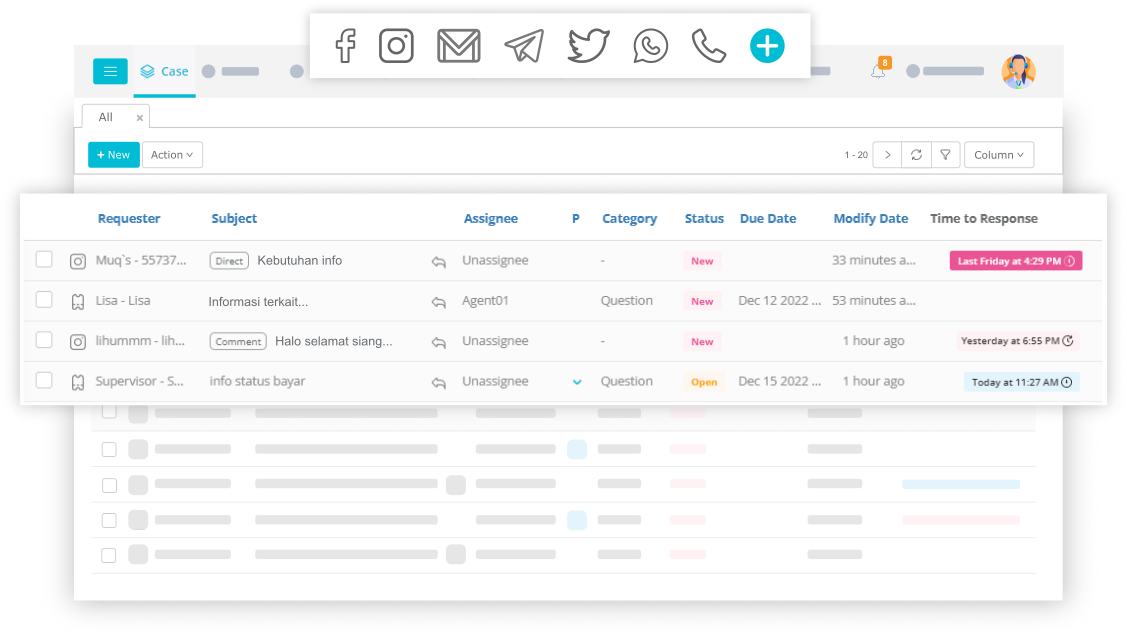 Case
8
All ×
+ New Action 1 - 20 Column
Requester Subject Assignee P Category Status Due Date Modify Date Time to Response
Muq`s - 55737... Direct Kebutuhan info Unassignee - New 33 minutes a... Last Friday at 4:29 PM
Lisa - Lisa Informasi terkait... Agent01 Question New Dec 12 2022 ... 53 minutes a...
lihummm - lih... Comment Halo selamat siang... Unassignee - New 1 hour ago Yesterday at 6:55 PM
Supervisor - S... info status bayar Unassignee Question Open Dec 15 2022 ... 1 hour ago Today at 11:27 AM